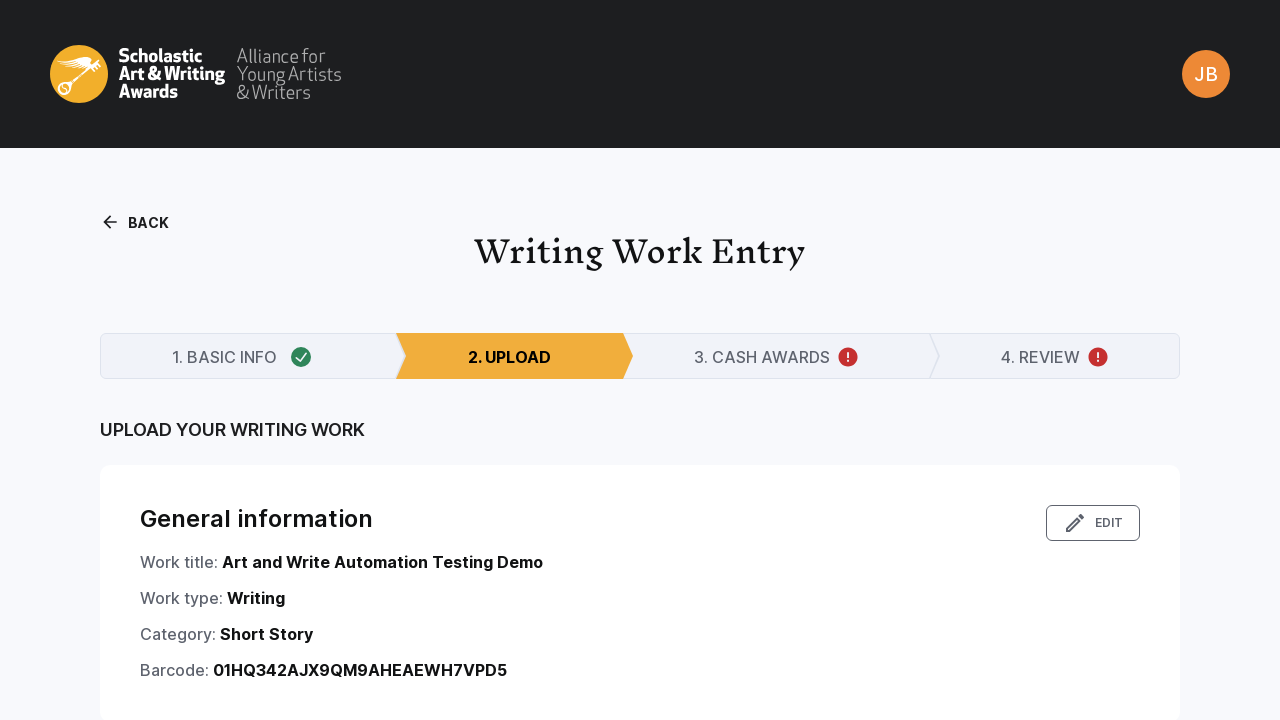 Scholastic
Art & Writing
Awards
Alliance for
Young Artists
& Writers
JB
BACK
Writing Work Entry
1. BASIC INFO
2. UPLOAD
3. CASH AWARDS
4. REVIEW
UPLOAD YOUR WRITING WORK
General information
EDIT
Work title: Art and Write Automation Testing Demo
Work type: Writing
Category: Short Story
Barcode: 01HQ342AJX9QM9AHEAEWH7VPD5